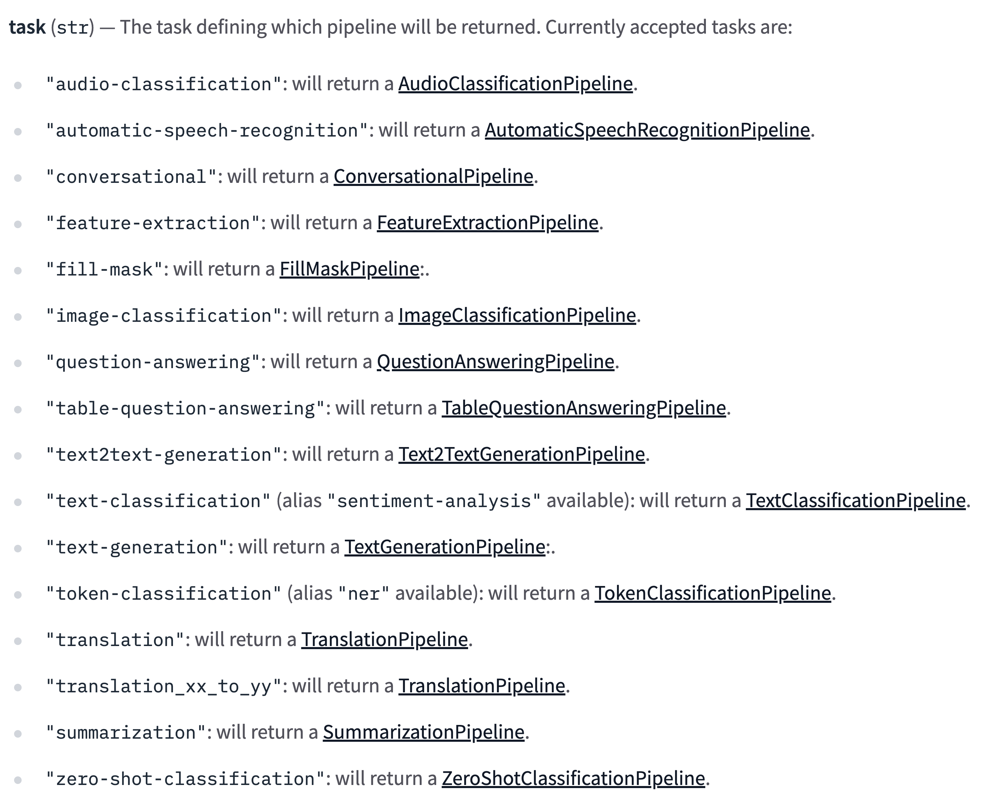 task (str) — The task defining which pipeline will be returned. Currently accepted tasks are:
"audio-classification": will return a AudioClassificationPipeline.
"automatic-speech-recognition": will return a AutomaticSpeechRecognitionPipeline.
"conversational": will return a ConversationalPipeline.
"feature-extraction": will return a FeatureExtractionPipeline.
"fill-mask": will return a FillMaskPipeline:.
"image-classification": will return a ImageClassificationPipeline.
"question-answering": will return a QuestionAnsweringPipeline.
"table-question-answering": will return a TableQuestionAnsweringPipeline.
"text2text-generation": will return a Text2TextGenerationPipeline.
"text-classification" (alias "sentiment-analysis" available): will return a TextClassificationPipeline.
"text-generation": will return a TextGenerationPipeline:.
"token-classification" (alias "ner" available): will return a TokenClassificationPipeline.
"translation": will return a TranslationPipeline.
"translation_xx_to_yy": will return a TranslationPipeline.
"summarization": will return a SummarizationPipeline.
"zero-shot-classification": will return a ZeroShotClassificationPipeline.